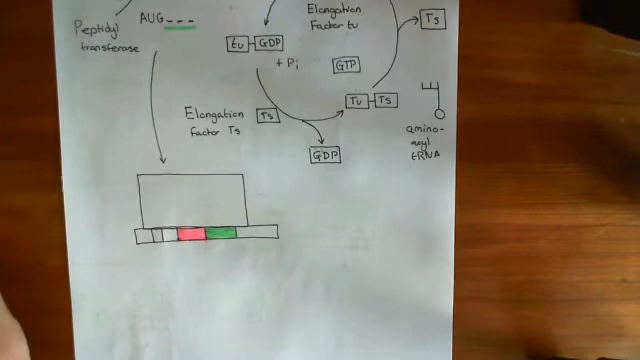 Peptidyl
transferase
AUG _ _ _
Elongation
Factor tu
Ts
Tu GDP
+ Pi
GTP
Tu Ts
Elongation
factor Ts
Ts
GDP
amino-
acyl
tRNA